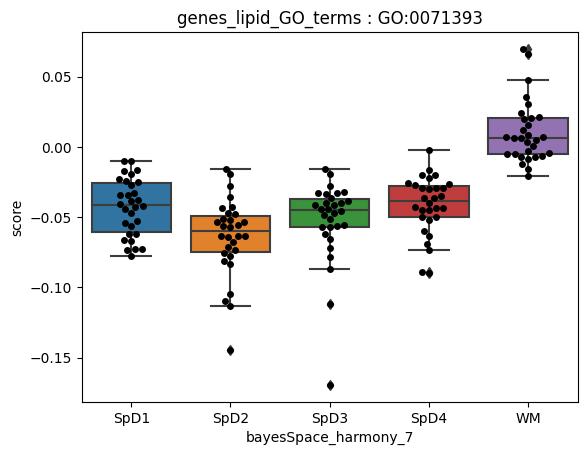 genes_lipid_GO_terms : GO:0071393
score
0.05
0.00
−0.05
−0.10
−0.15
SpD1 SpD2 SpD3 SpD4 WM
bayesSpace_harmony_7